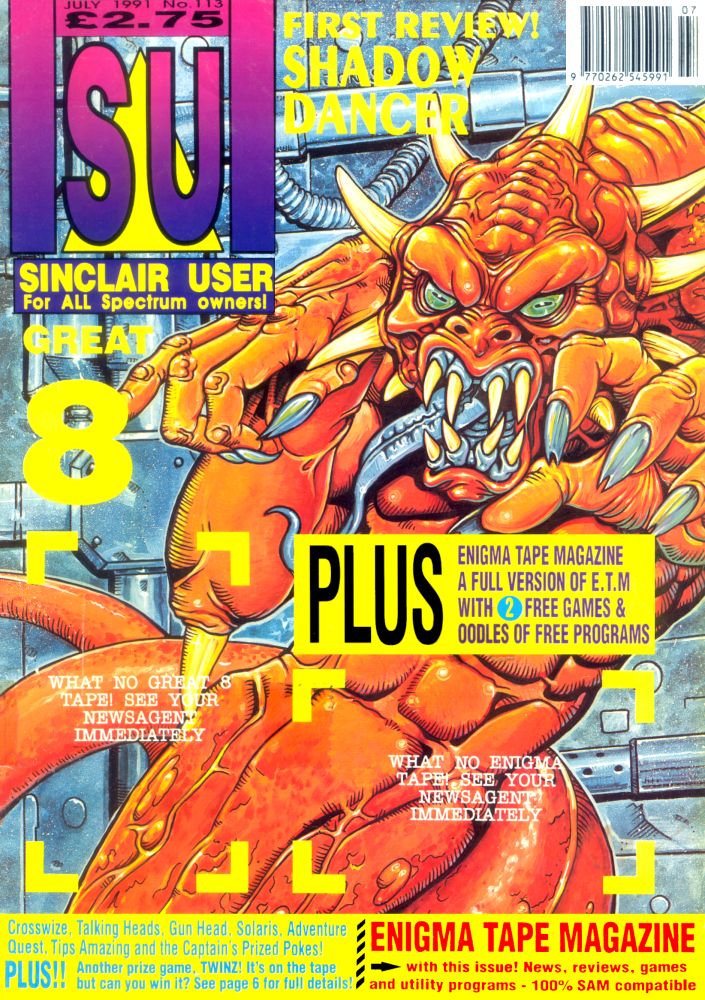 JULY 1991 No.113
£2.75
SU
SINCLAIR USER
For ALL Spectrum owners!
FIRST REVIEW!
SHADOW
DANCER
07
9 770262 545991
GREAT
8
PLUS
ENIGMA TAPE MAGAZINE
A FULL VERSION OF E.T.M
WITH 2 FREE GAMES &
OODLES OF FREE PROGRAMS
WHAT NO GREAT 8
TAPE! SEE YOUR
NEWSAGENT
IMMEDIATELY
WHAT NO ENIGMA
TAPE! SEE YOUR
NEWSAGENT
IMMEDIATELY
Crosswize, Talking Heads, Gun Head, Solaris, Adventure
Quest, Tips Amazing and the Captain's Prized Pokes!
PLUS!! Another prize game, TWINZ! It's on the tape
but can you win it? See page 6 for full details!
ENIGMA TAPE MAGAZINE
with this issue! News, reviews, games
and utility programs - 100% SAM compatible